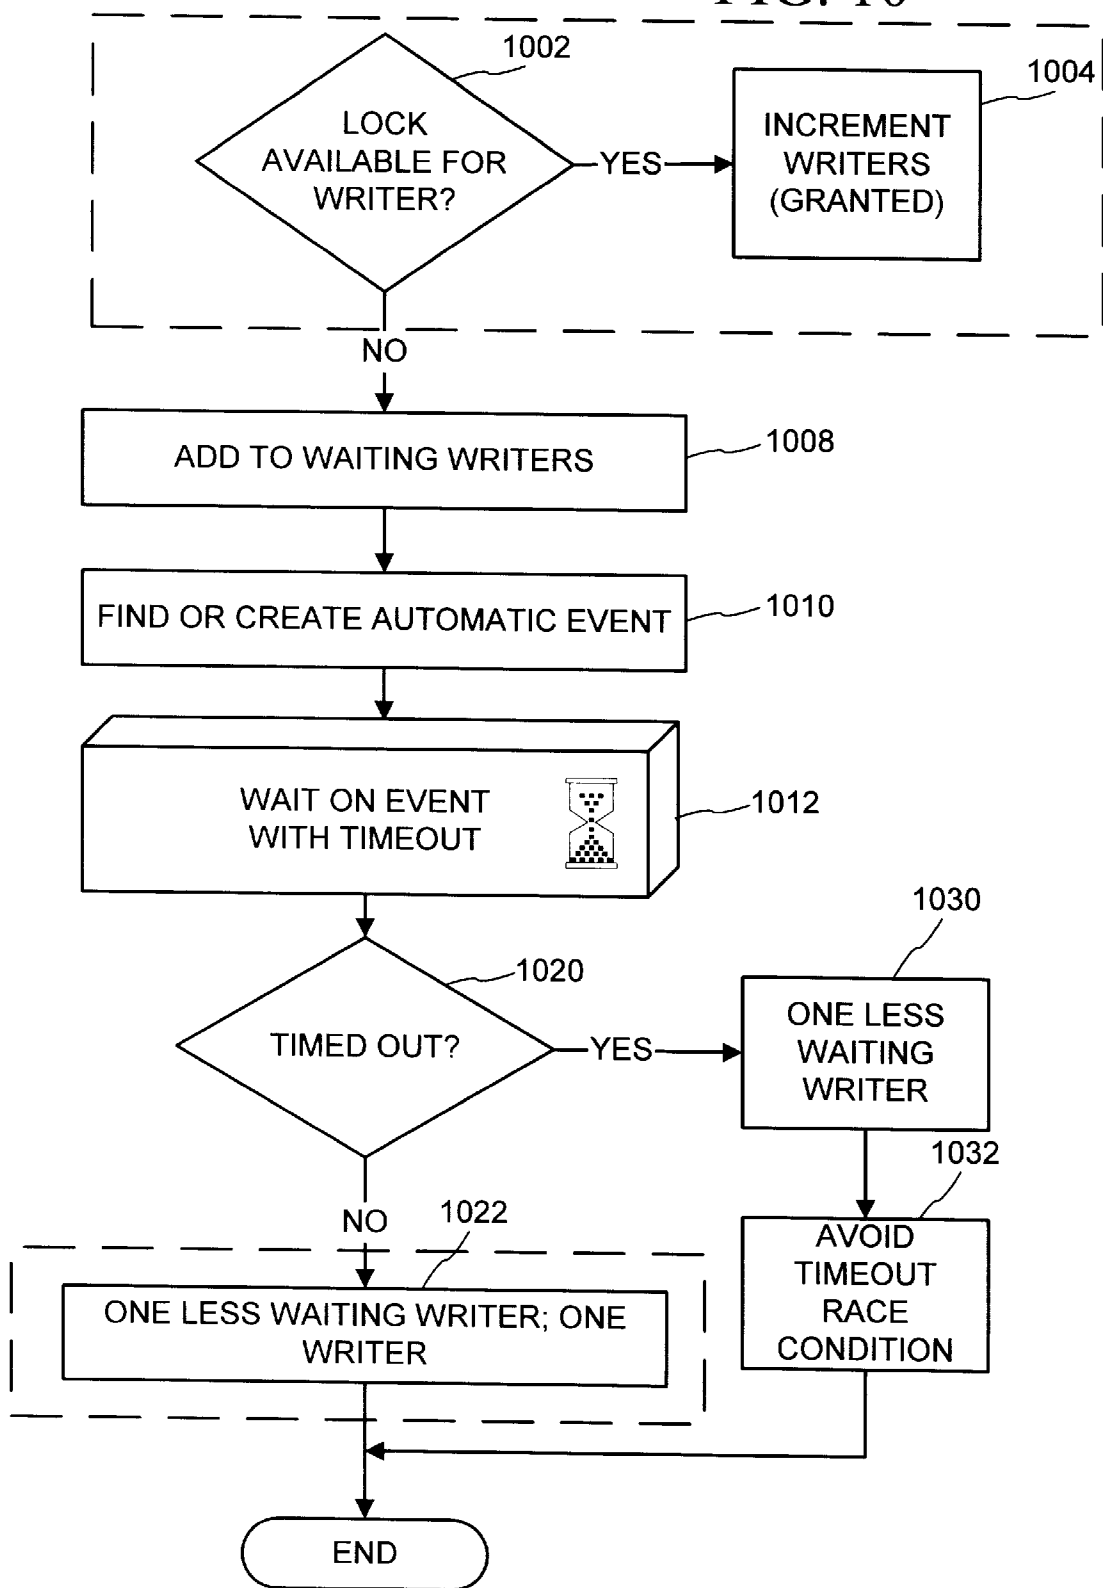 FIG. 10
1002
1004
LOCK
AVAILABLE FOR
WRITER?
YES
INCREMENT
WRITERS
(GRANTED)
NO
ADD TO WAITING WRITERS
1008
FIND OR CREATE AUTOMATIC EVENT
1010
WAIT ON EVENT
WITH TIMEOUT
1012
1030
1020
TIMED OUT?
YES
ONE LESS
WAITING
WRITER
1032
NO
1022
AVOID
TIMEOUT
RACE
CONDITION
ONE LESS WAITING WRITER; ONE
WRITER
END